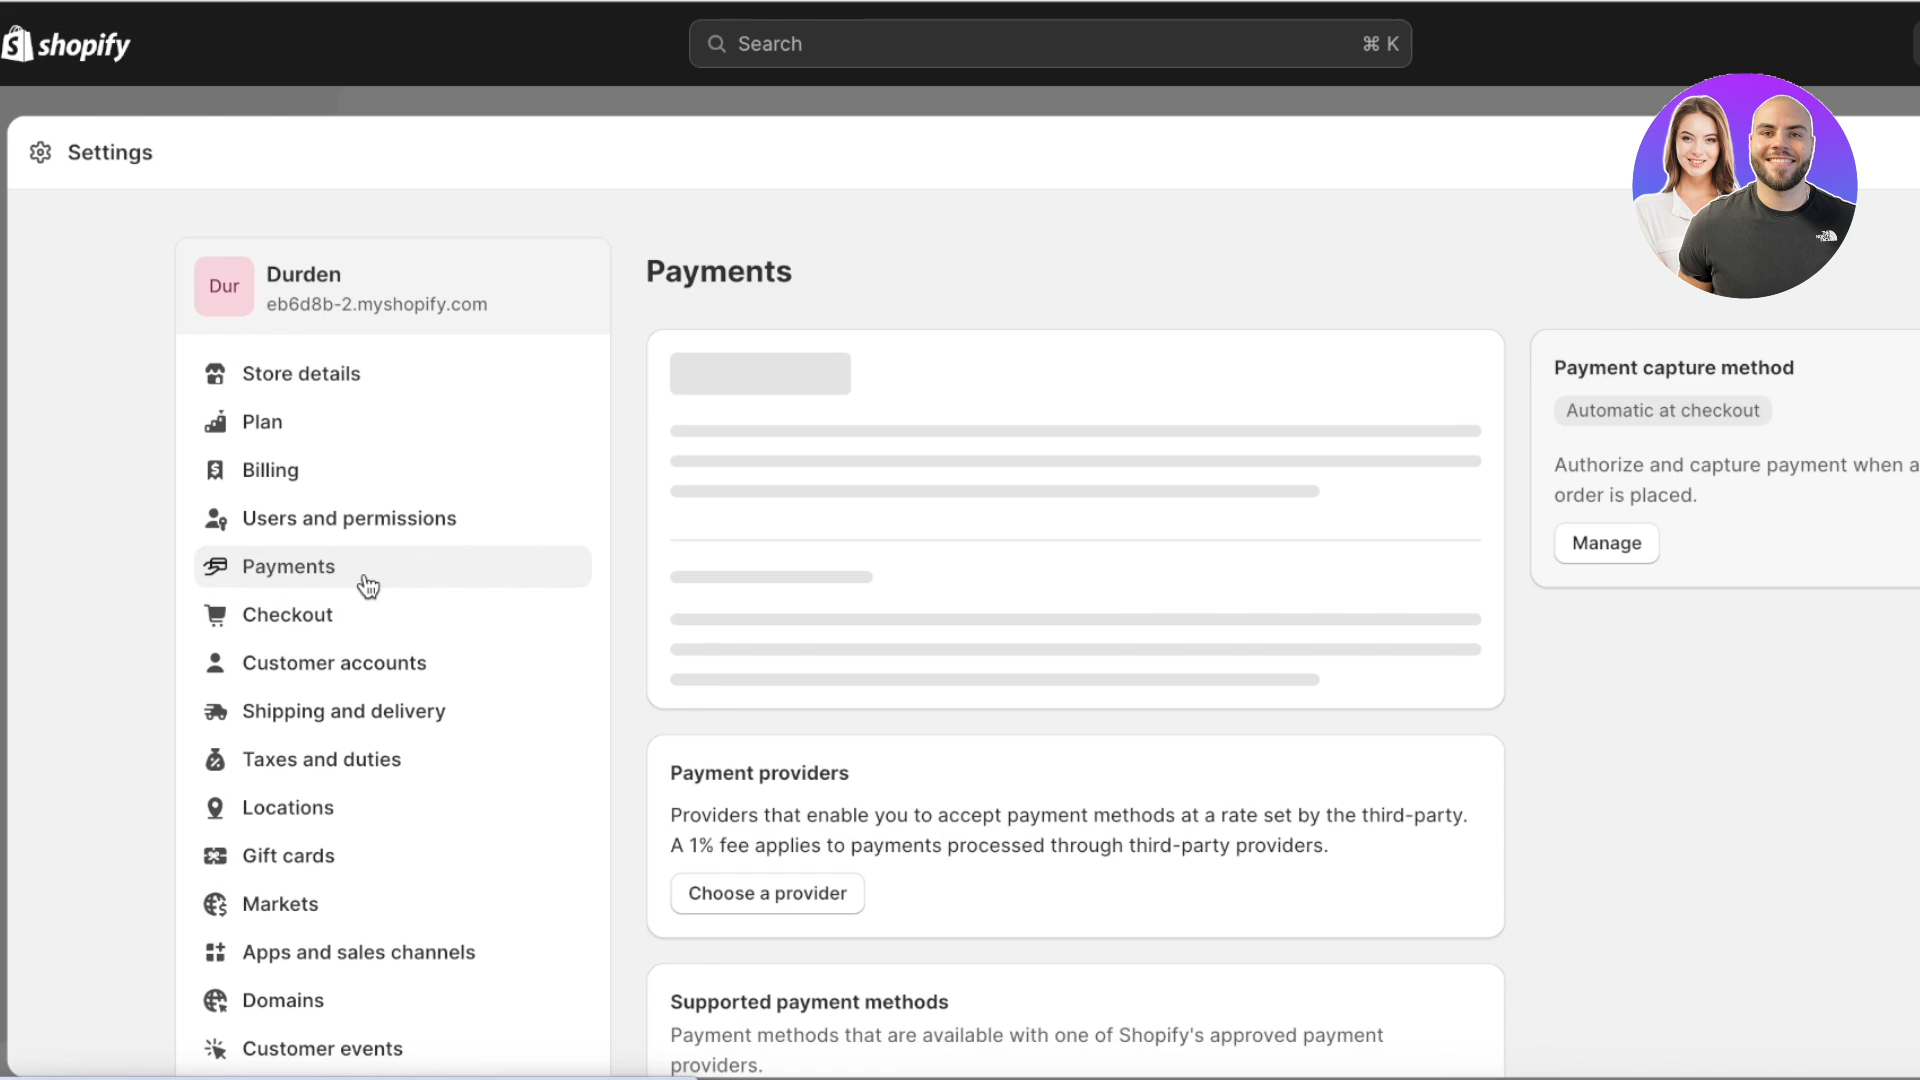 shopify
Search
⌘ K
Settings
Dur
Durden
eb6d8b-2.myshopify.com
Store details
Plan
Billing
Users and permissions
Payments
Checkout
Customer accounts
Shipping and delivery
Taxes and duties
Locations
Gift cards
Markets
Apps and sales channels
Domains
Customer events
Payments
Payment providers
Providers that enable you to accept payment methods at a rate set by the third-party.
A 1% fee applies to payments processed through third-party providers.
Choose a provider
Supported payment methods
Payment methods that are available with one of Shopify's approved payment
providers.
Payment capture method
Automatic at checkout
Authorize and capture payment when a
order is placed.
Manage
THE
NORTH
FACE